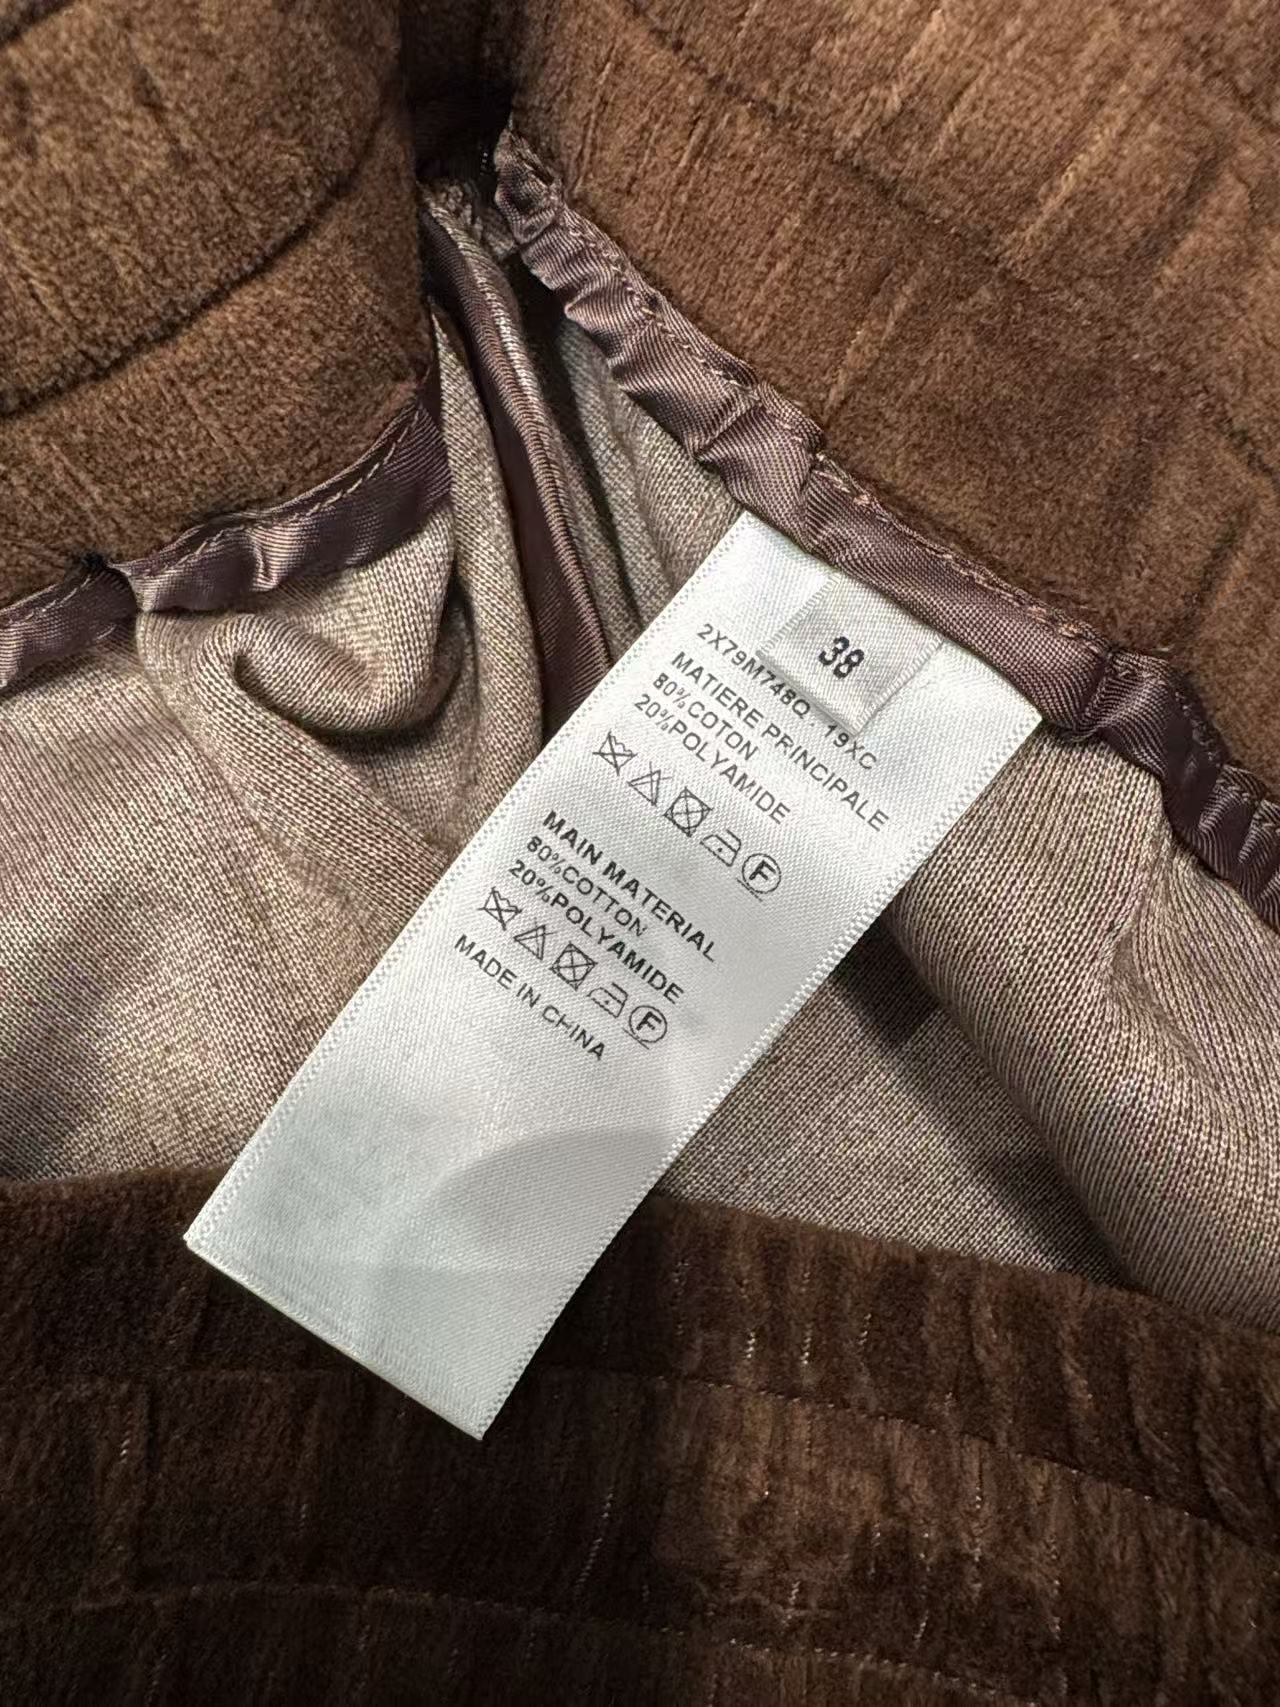 38
2X79M748Q 19XC
MATIERE PRINCIPALE
80%COTON
20%POLYAMIDE
F
MAIN MATERIAL
80%COTTON
20%POLYAMIDE
F
MADE IN CHINA